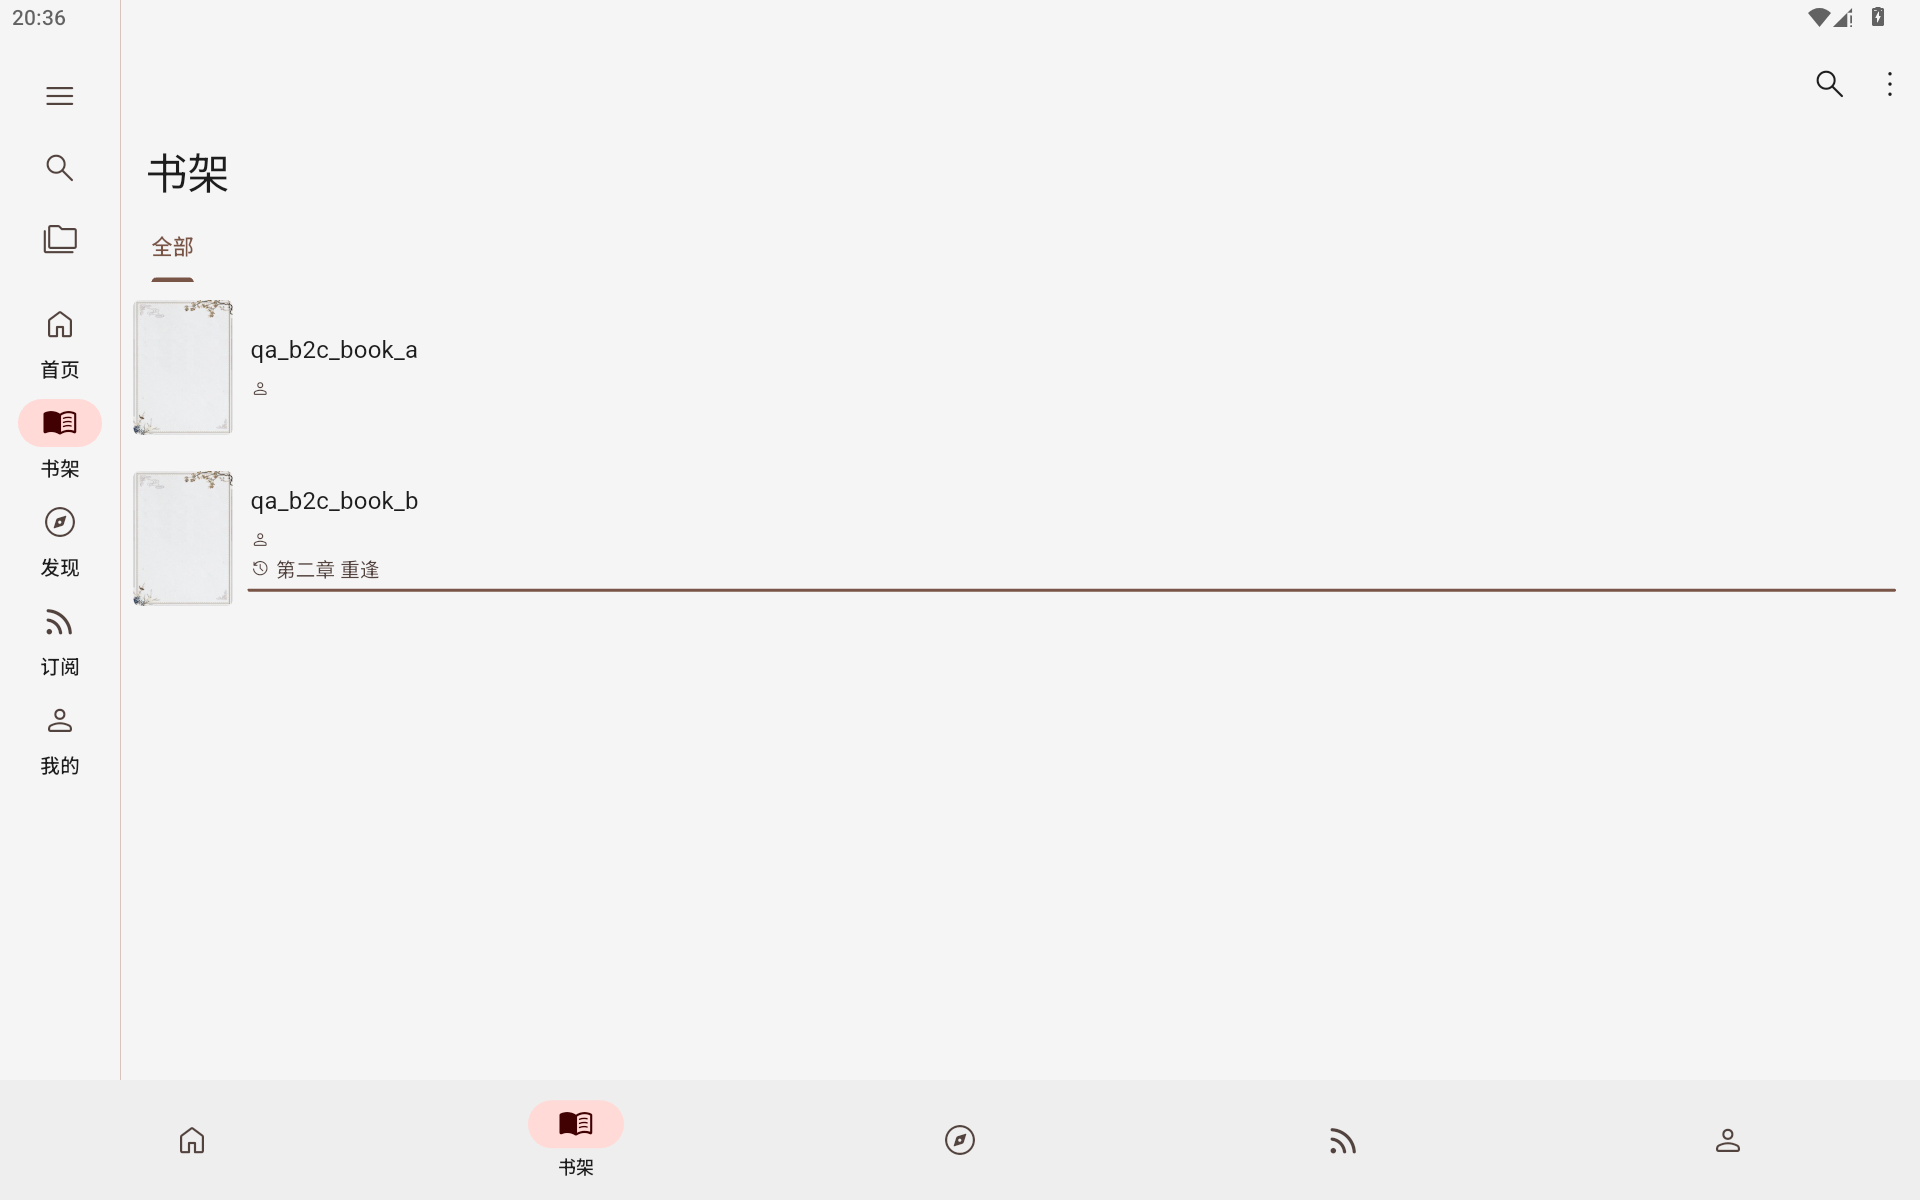 20:36
书架
全部
qa_b2c_book_a
qa_b2c_book_b
第二章 重逢
首页
书架
发现
订阅
我的
书架